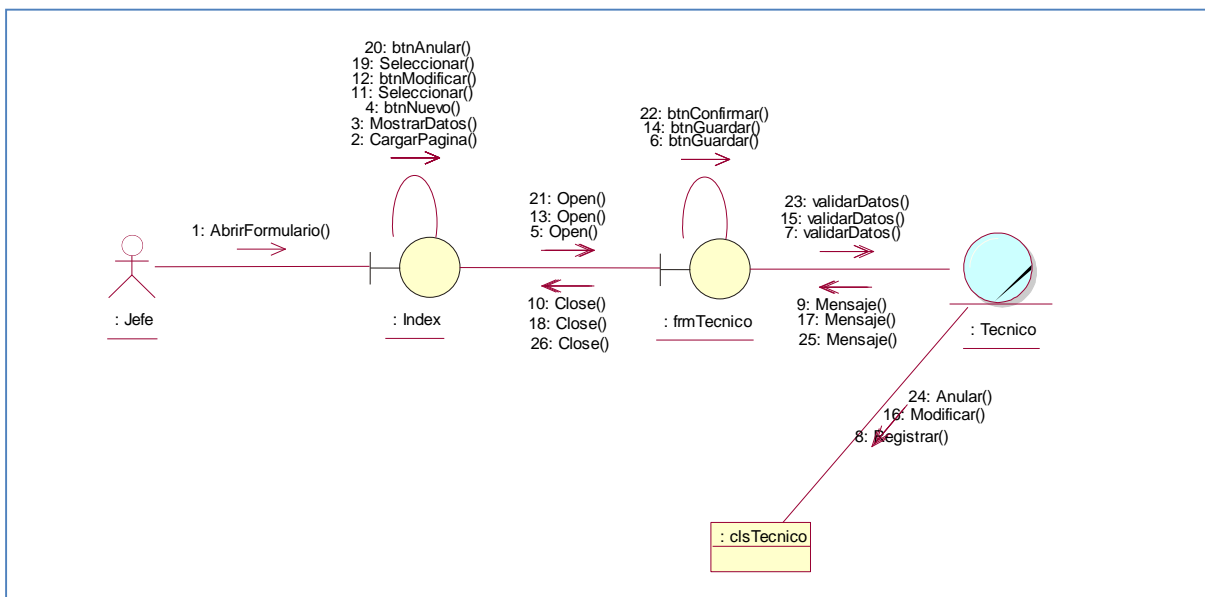 20: btnAnular()
19: Seleccionar()
12: btnModificar()
11: Seleccionar()
4: btnNuevo()
3: MostrarDatos()
2: CargarPagina()
22: btnConfirmar()
14: btnGuardar()
6: btnGuardar()
21: Open()
13: Open()
5: Open()
23: validarDatos()
15: validarDatos()
7: validarDatos()
1: AbrirFormulario()
10: Close()
18: Close()
26: Close()
9: Mensaje()
17: Mensaje()
25: Mensaje()
: Jefe
: Index
: frmTecnico
: Tecnico
24: Anular()
16: Modificar()
8: Registrar()
: clsTecnico